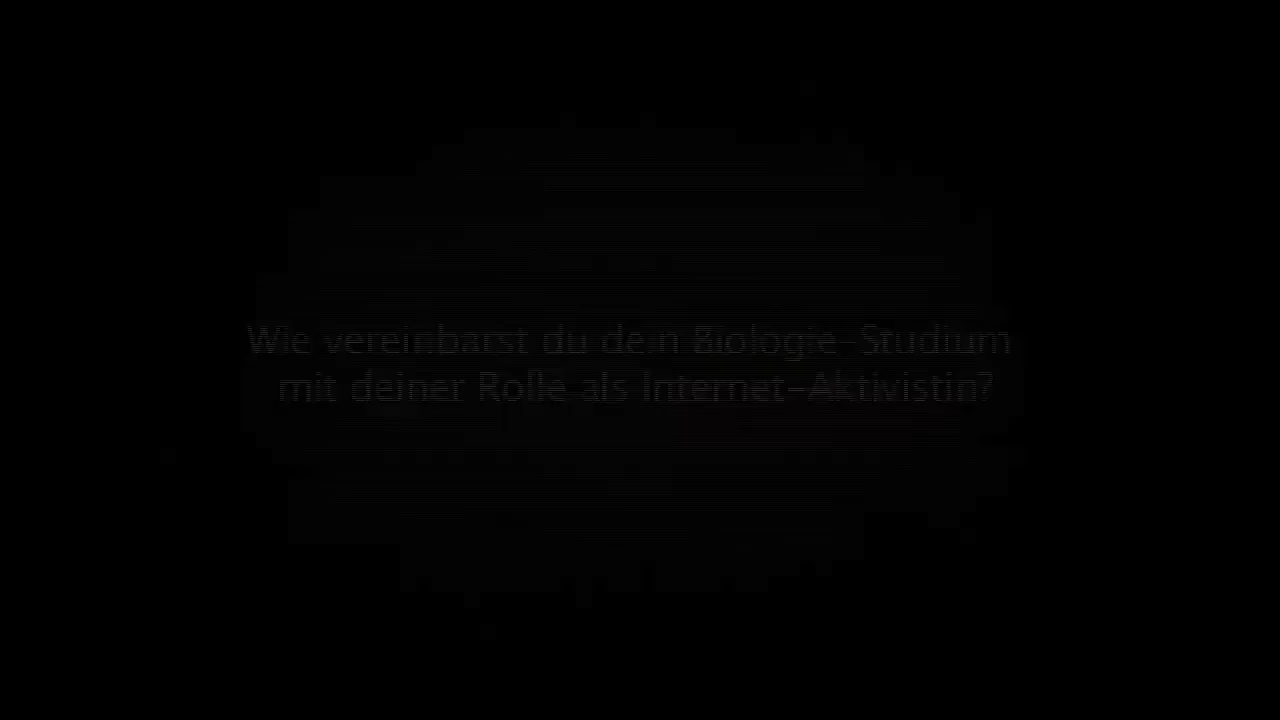 Wie vereinbarst du dein Biologie-Studium
mit deiner Rolle als Internet-Aktivistin?